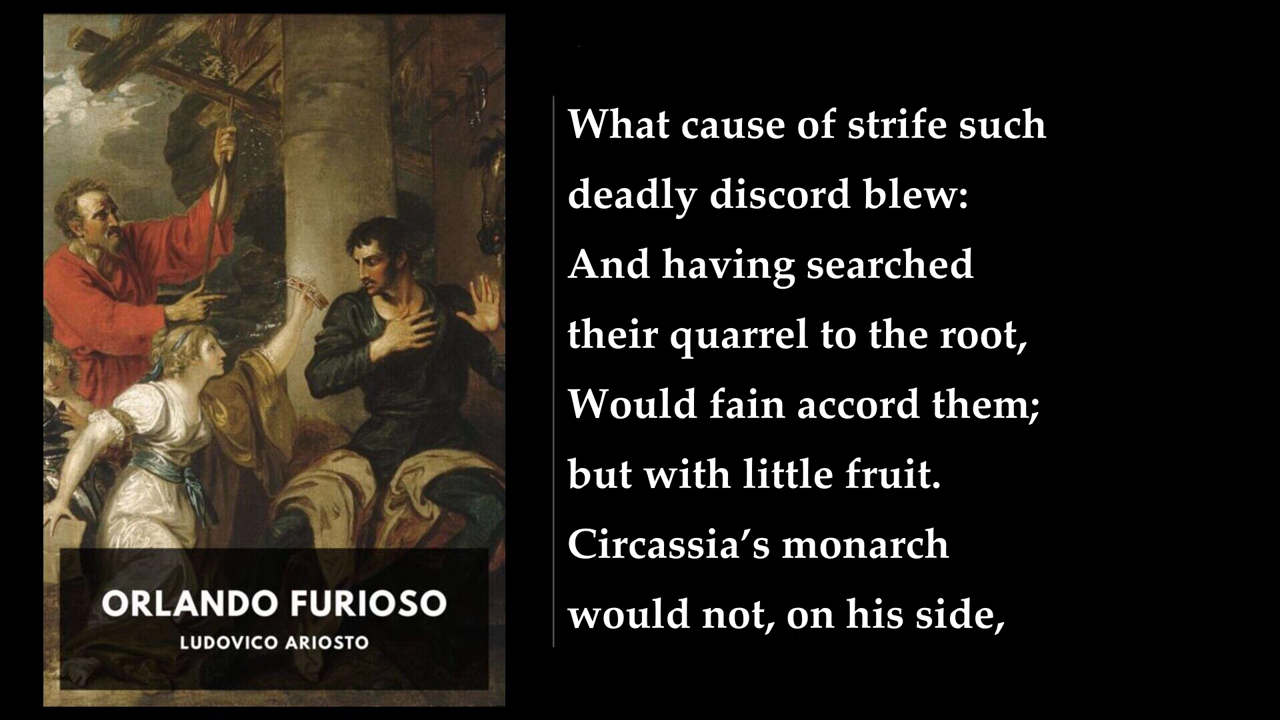 ORLANDO FURIOSO
LUDOVICO ARIOSTO
What cause of strife such
deadly discord blew:
And having searched
their quarrel to the root,
Would fain accord them;
but with little fruit.
Circassia’s monarch
would not, on his side,